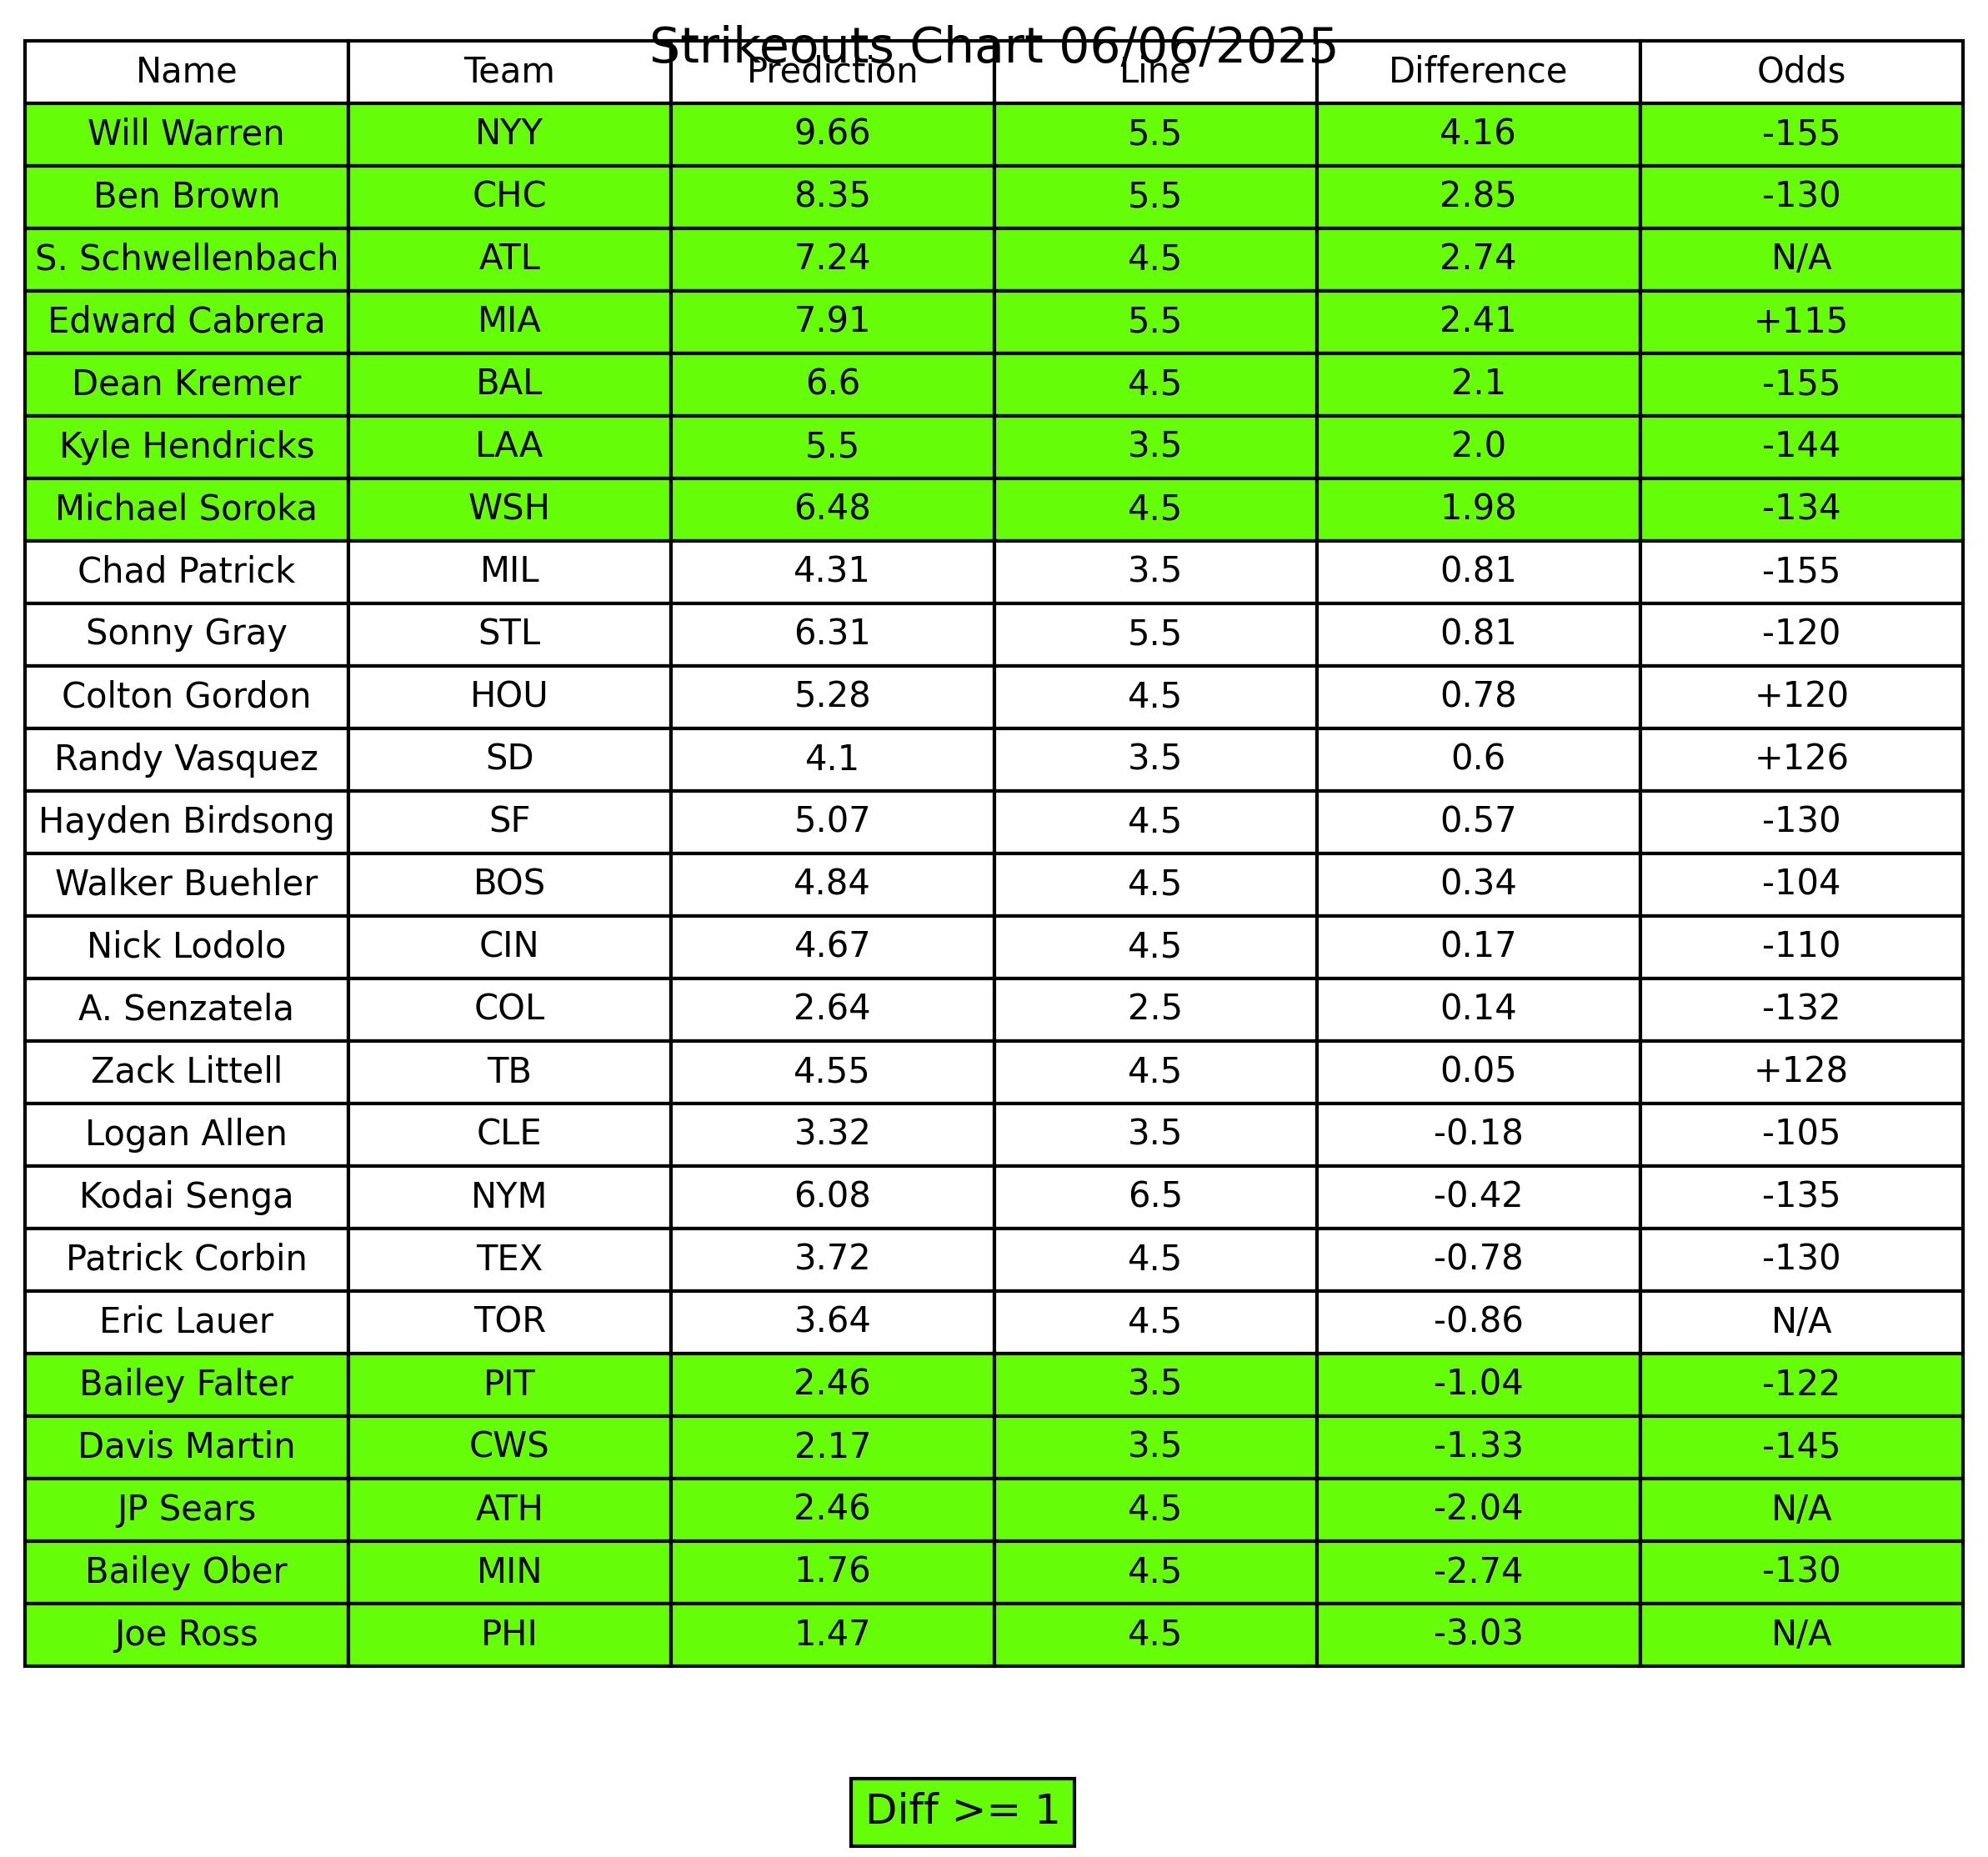 Strikeouts Chart 06/06/2025
Name Team Prediction Line Difference Odds
Will Warren NYY 9.66 5.5 4.16 -155
Ben Brown CHC 8.35 5.5 2.85 -130
S. Schwellenbach ATL 7.24 4.5 2.74 N/A
Edward Cabrera MIA 7.91 5.5 2.41 +115
Dean Kremer BAL 6.6 4.5 2.1 -155
Kyle Hendricks LAA 5.5 3.5 2.0 -144
Michael Soroka WSH 6.48 4.5 1.98 -134
Chad Patrick MIL 4.31 3.5 0.81 -155
Sonny Gray STL 6.31 5.5 0.81 -120
Colton Gordon HOU 5.28 4.5 0.78 +120
Randy Vasquez SD 4.1 3.5 0.6 +126
Hayden Birdsong SF 5.07 4.5 0.57 -130
Walker Buehler BOS 4.84 4.5 0.34 -104
Nick Lodolo CIN 4.67 4.5 0.17 -110
A. Senzatela COL 2.64 2.5 0.14 -132
Zack Littell TB 4.55 4.5 0.05 +128
Logan Allen CLE 3.32 3.5 -0.18 -105
Kodai Senga NYM 6.08 6.5 -0.42 -135
Patrick Corbin TEX 3.72 4.5 -0.78 -130
Eric Lauer TOR 3.64 4.5 -0.86 N/A
Bailey Falter PIT 2.46 3.5 -1.04 -122
Davis Martin CWS 2.17 3.5 -1.33 -145
JP Sears ATH 2.46 4.5 -2.04 N/A
Bailey Ober MIN 1.76 4.5 -2.74 -130
Joe Ross PHI 1.47 4.5 -3.03 N/A
Diff >= 1